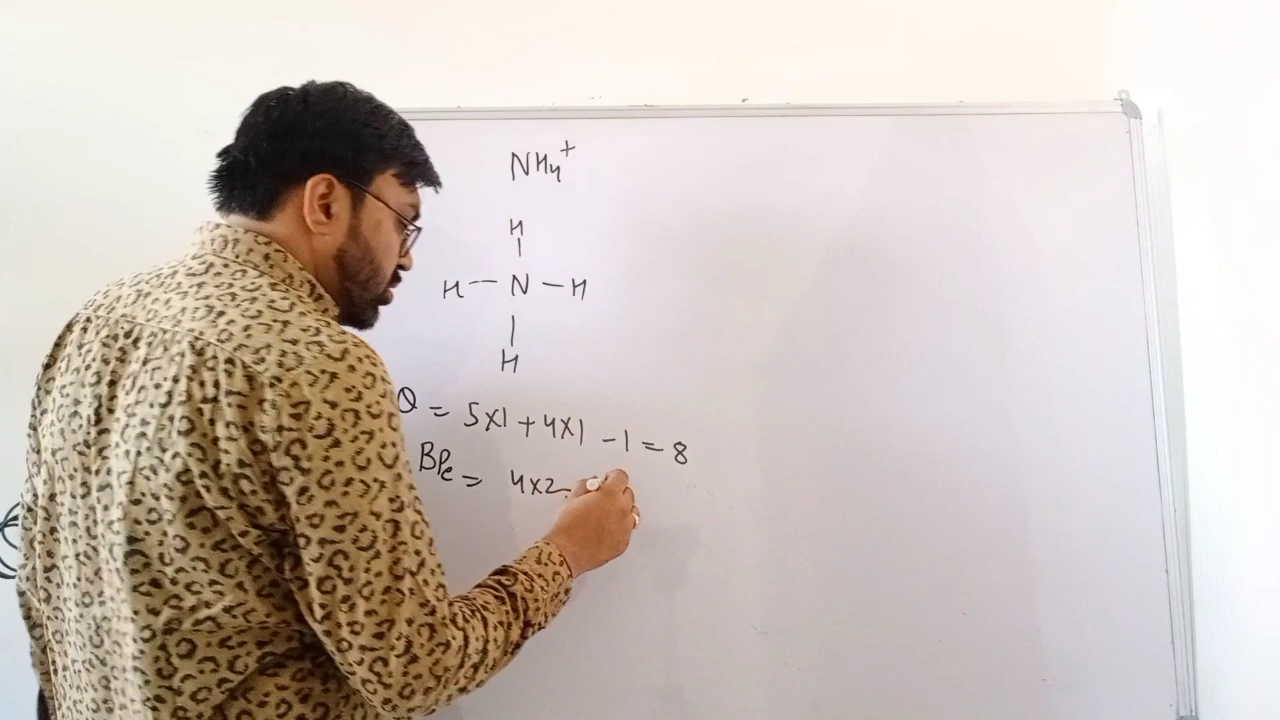 NH4+
H
|
H — N — H
|
H
Q = 5x1 + 4x1 - 1 = 8
BPe = 4x2